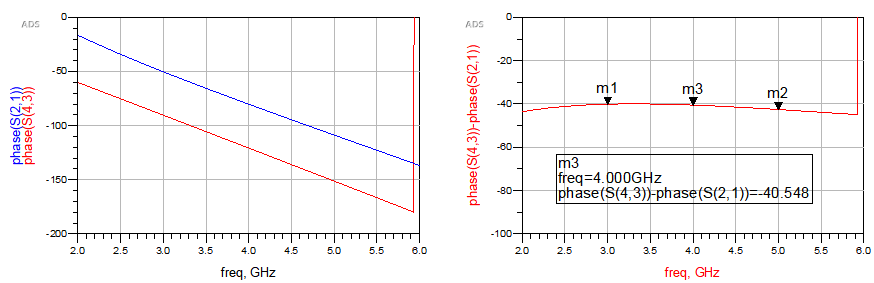 ADS
0
-50
-100
-150
-200
2.0 2.5 3.0 3.5 4.0 4.5 5.0 5.5 6.0
freq, GHz
phase(S(2,1))
phase(S(4,3))
ADS
0
-20
-40
-60
-80
-100
2.0 2.5 3.0 3.5 4.0 4.5 5.0 5.5 6.0
freq, GHz
phase(S(4,3))-phase(S(2,1))
m1
m3
m2
m3
freq=4.000GHz
phase(S(4,3))-phase(S(2,1))=-40.548